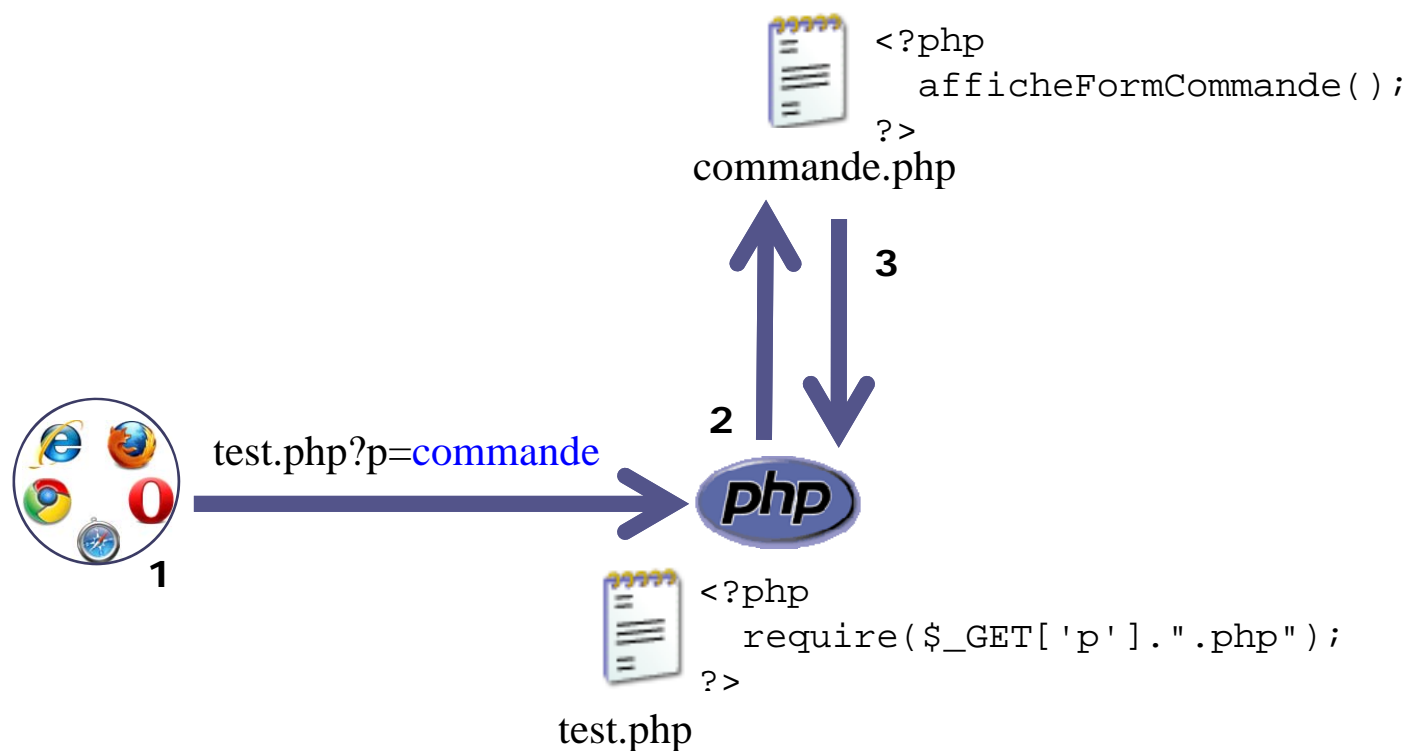 <?php
afficheFormCommande();
?>
commande.php
3
2
test.php?p=commande
php
1
<?php
require($_GET['p'].".php");
?>
test.php